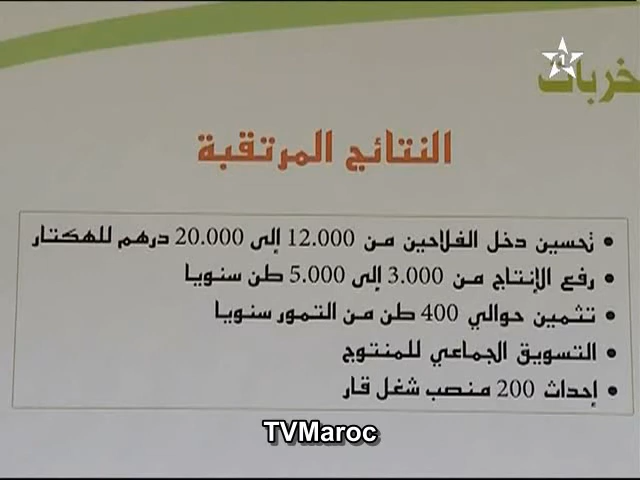 خربات
النتائج المرتقبة
• تحسين دخل الفلاحين من 12.000 إلى 20.000 درهم للهكتار
• رفع الإنتاج من 3.000 إلى 5.000 طن سنويا
• تثمين حوالي 400 طن من التمور سنويا
• التسويق الجماعي للمنتوج
• إحداث 200 منصب شغل قار
TVMaroc